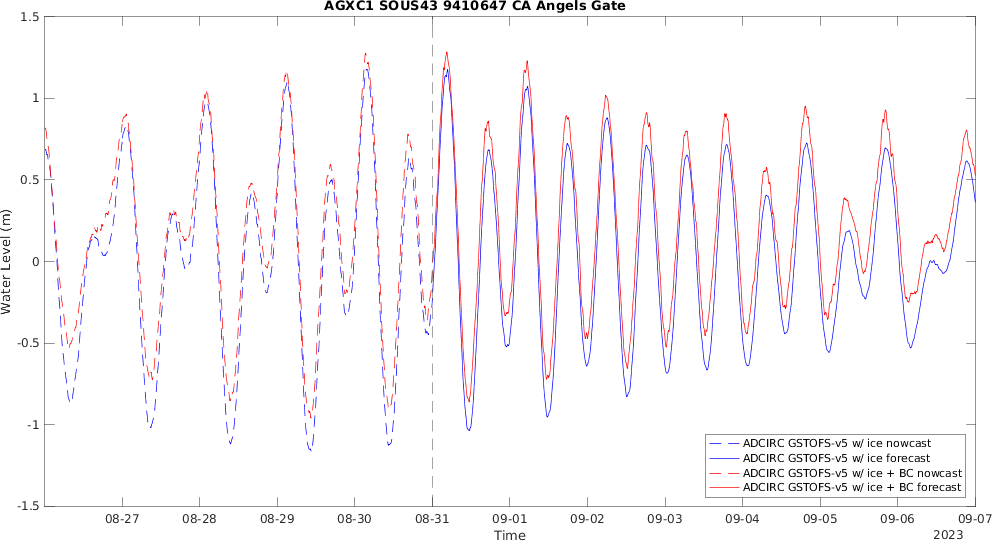 AGXC1 SOUS43 9410647 CA Angels Gate
1.5
1
0.5
0
-0.5
-1
-1.5
Water Level (m)
08-27 08-28 08-29 08-30 08-31 09-01 09-02 09-03 09-04 09-05 09-06 09-07
Time
2023
ADCIRC GSTOFS-v5 w/ ice nowcast
ADCIRC GSTOFS-v5 w/ ice forecast
ADCIRC GSTOFS-v5 w/ ice + BC nowcast
ADCIRC GSTOFS-v5 w/ ice + BC forecast